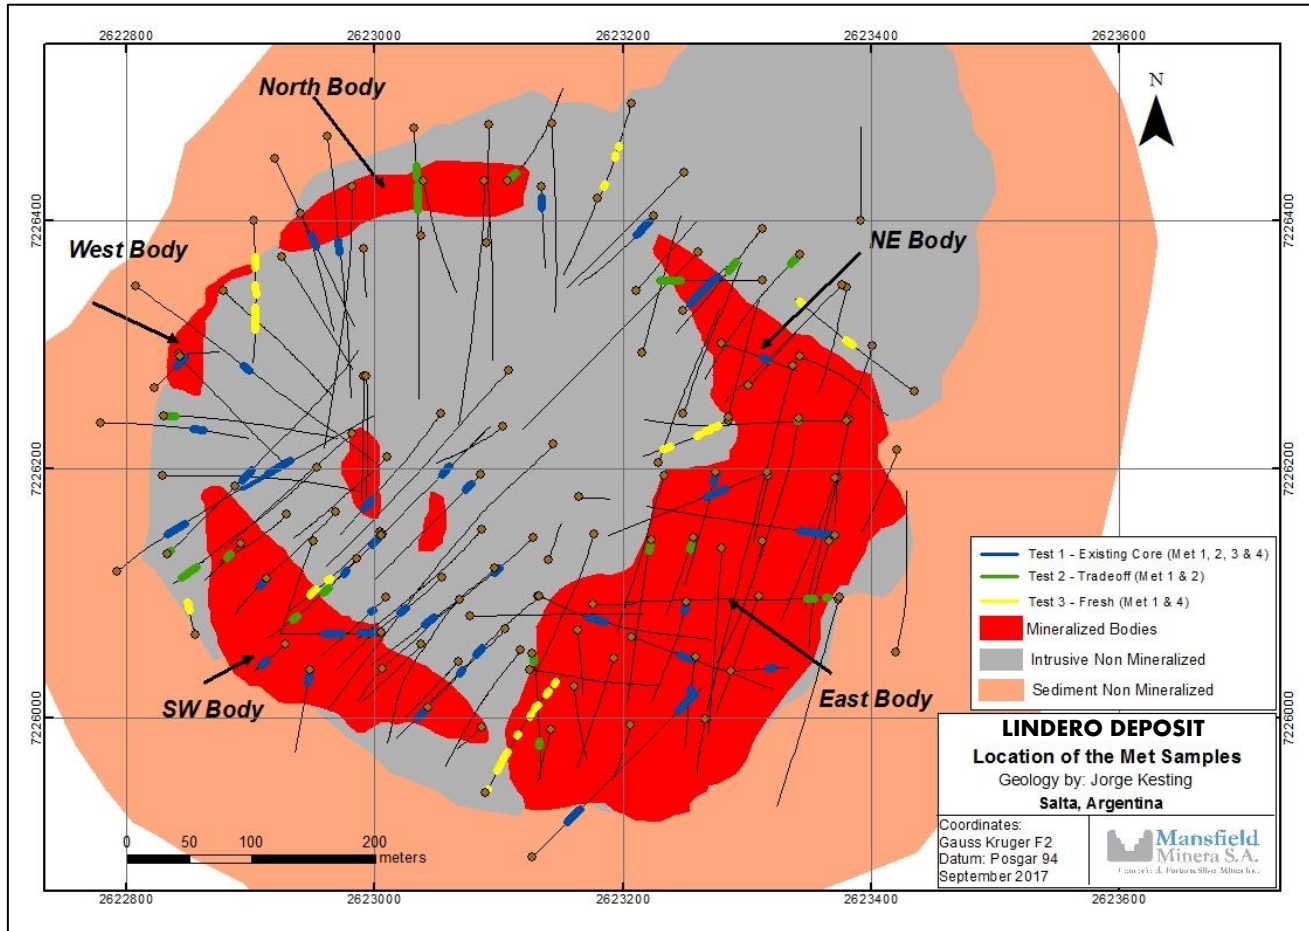 2622800 2623000 2623200 2623400 2623600
North Body
N
7226400 7226400
West Body
NE Body
7226200 7226200
Test 1 - Existing Core (Met 1, 2, 3 & 4)
Test 2 - Tradeoff (Met 1 & 2)
Test 3 - Fresh (Met 1 & 4)
Mineralized Bodies
Intrusive Non Mineralized
Sediment Non Mineralized
SW Body
East Body
7226000 7226000
LINDERO DEPOSIT
Location of the Met Samples
Geology by: Jorge Kesting
Salta, Argentina
Coordinates:
Gauss Kruger F2
Datum: Posgar 94
September 2017
Mansfield
Minera S.A.
Fortuna Silver Mines Inc.
0 50 100 200
meters
2622800 2623000 2623200 2623400 2623600